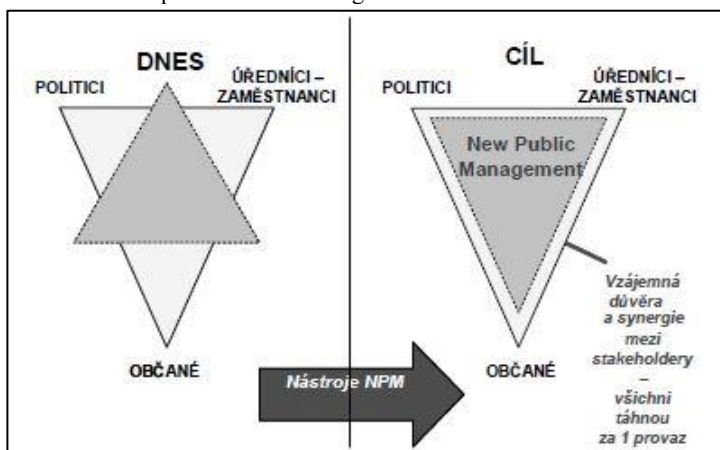 DNES
POLITICI
ÚŘEDNÍCI –
ZAMĚSTNANCI
OBČANÉ
Nástroje NPM
CÍL
POLITICI
ÚŘEDNÍCI –
ZAMĚSTNANCI
New Public
Management
OBČANÉ
Vzájemná
důvěra
a synergie
mezi
stakeholdery
–
všichni
táhnou
za 1 provaz